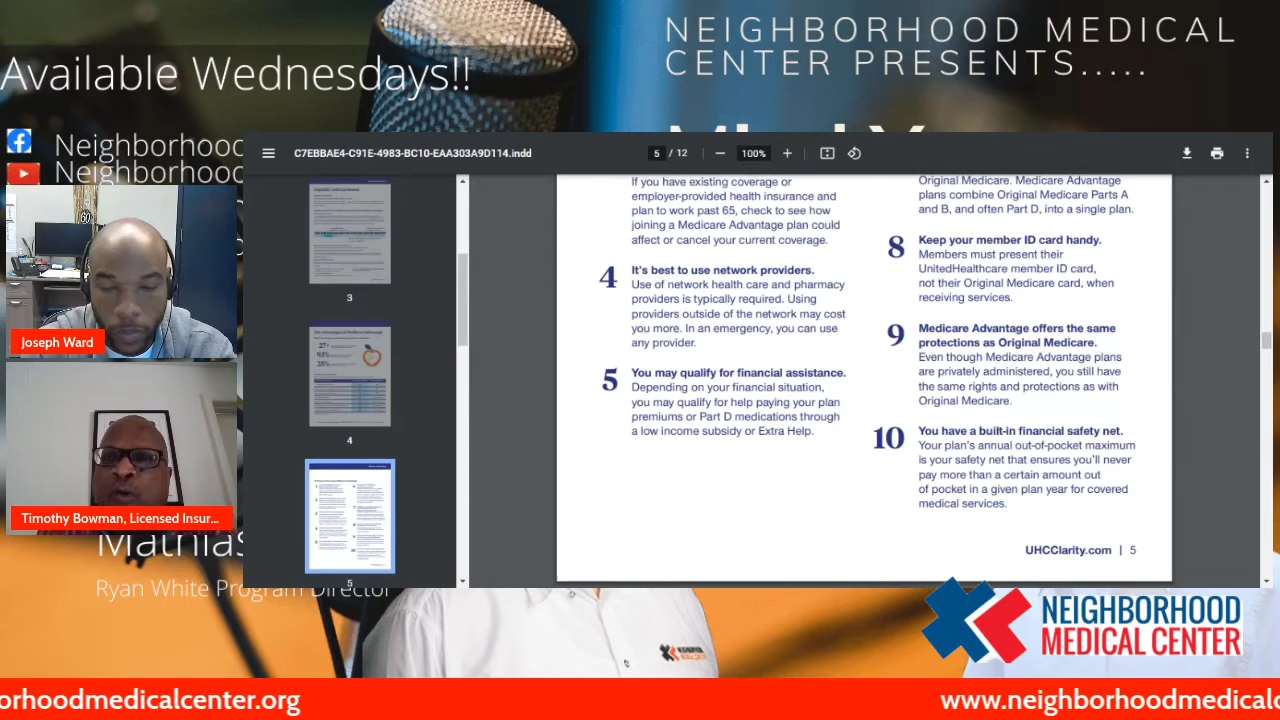 NEIGHBORHOOD MEDICAL
CENTER PRESENTS.....
Available Wednesdays!!
Neighborhood
Neighborhood
C7EBBAE4-C91E-4983-BC10-EAA303A9D114.indd
5 / 12
100%
3
4
5
If you have existing coverage or
employer-provided health insurance and
plan to work past 65, check to see how
joining a Medicare Advantage plan could
affect or cancel your current coverage.
4 It's best to use network providers.
Use of network health care and pharmacy
providers is typically required. Using
providers outside of the network may cost
you more. In an emergency, you can use
any provider.
5 You may qualify for financial assistance.
Depending on your financial situation,
you may qualify for help paying your plan
premiums or Part D medications through
a low income subsidy or Extra Help.
Original Medicare. Medicare Advantage
plans combine Original Medicare Parts A
and B, and often Part D, into a single plan.
8 Keep your member ID card handy.
Members must present their
UnitedHealthcare member ID card,
not their Original Medicare card, when
receiving services.
9 Medicare Advantage offers the
same
protections as Original Medicare.
Even though Medicare Advantage plans
are privately administered, you still have
the same rights and protections as with
Original Medicare.
10 You have a built-in financial safety net.
Your plan's annual out-of-pocket maximum
is your safety net that ensures you'll never
pay more than a certain amount out
of pocket in a given plan year for covered
medical services.
UHCClarity.com | 5
Joseph Ward
Timothy Bowman, Licensed Insur...
Mathias
Ryan White Program Director
NEIGHBORHOOD
MEDICAL CENTER
orhoodmedicalcenter.org
www.neighborhoodmedicalc